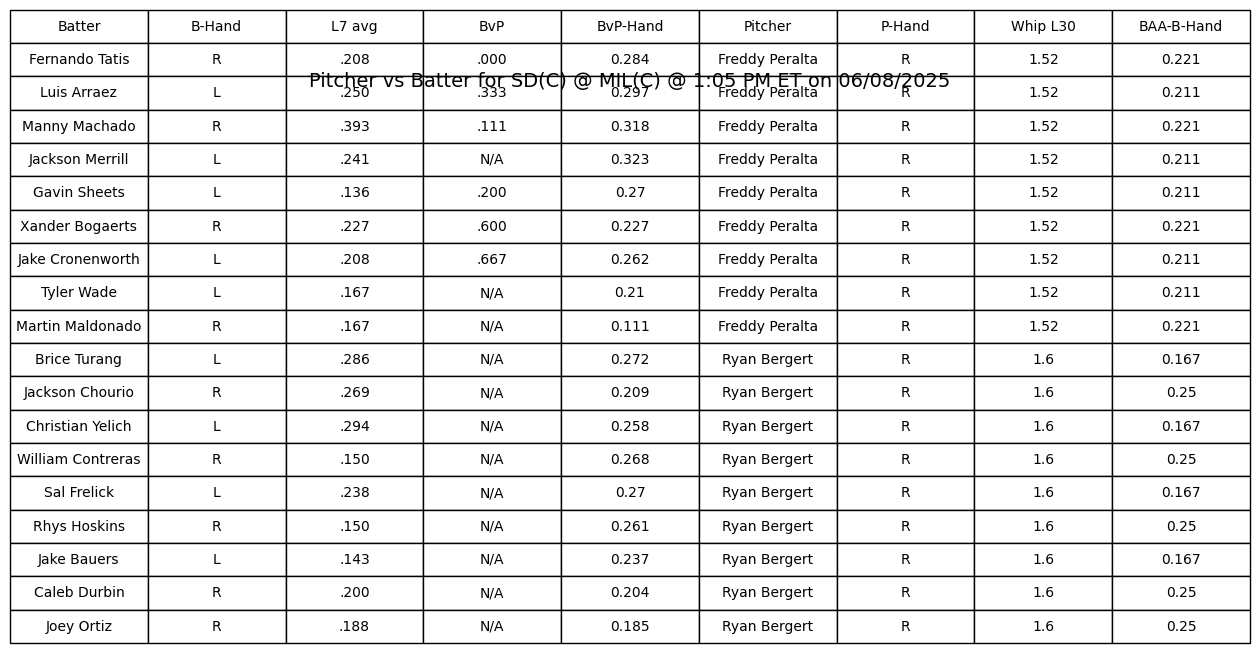 Batter B-Hand L7 avg BvP BvP-Hand Pitcher P-Hand Whip L30 BAA-B-Hand
Fernando Tatis R .208 .000 0.284 Freddy Peralta R 1.52 0.221
Pitcher vs Batter for SD(C) @ MIL(C) @ 1:05 PM ET on 06/08/2025
Luis Arraez L .250 .333 0.297 Freddy Peralta R 1.52 0.211
Manny Machado R .393 .111 0.318 Freddy Peralta R 1.52 0.221
Jackson Merrill L .241 N/A 0.323 Freddy Peralta R 1.52 0.211
Gavin Sheets L .136 .200 0.27 Freddy Peralta R 1.52 0.211
Xander Bogaerts R .227 .600 0.227 Freddy Peralta R 1.52 0.221
Jake Cronenworth L .208 .667 0.262 Freddy Peralta R 1.52 0.211
Tyler Wade L .167 N/A 0.21 Freddy Peralta R 1.52 0.211
Martin Maldonado R .167 N/A 0.111 Freddy Peralta R 1.52 0.221
Brice Turang L .286 N/A 0.272 Ryan Bergert R 1.6 0.167
Jackson Chourio R .269 N/A 0.209 Ryan Bergert R 1.6 0.25
Christian Yelich L .294 N/A 0.258 Ryan Bergert R 1.6 0.167
William Contreras R .150 N/A 0.268 Ryan Bergert R 1.6 0.25
Sal Frelick L .238 N/A 0.27 Ryan Bergert R 1.6 0.167
Rhys Hoskins R .150 N/A 0.261 Ryan Bergert R 1.6 0.25
Jake Bauers L .143 N/A 0.237 Ryan Bergert R 1.6 0.167
Caleb Durbin R .200 N/A 0.204 Ryan Bergert R 1.6 0.25
Joey Ortiz R .188 N/A 0.185 Ryan Bergert R 1.6 0.25